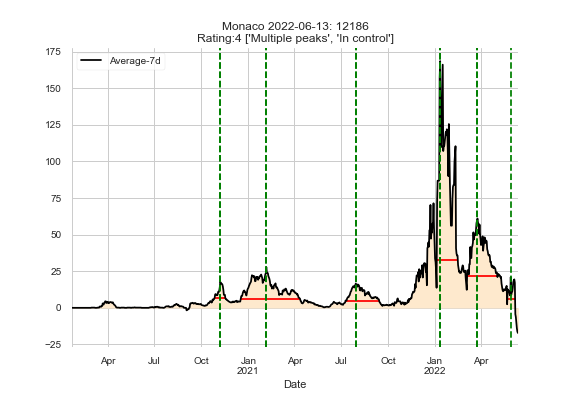 Monaco 2022-06-13: 12186
Rating:4 ['Multiple peaks', 'In control']
Average-7d
175
150
125
100
75
50
25
0
−25
Apr Jul Oct Jan Apr Jul Oct Jan Apr
2021 2022
Date